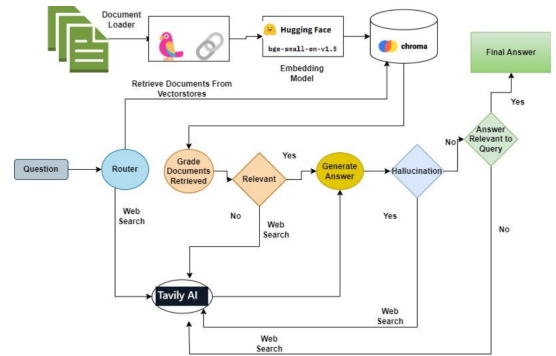 Document
Loader
Hugging Face
bge-small-en-v1.5
chroma
Final Answer
Embedding
Model
Retrieve Documents From
Vectorstores
Yes
Answer
Relevant to
Query
No
Question
Router
Grade
Documents
Retrieved
Yes
Relevant
Generate
Answer
Hallucination
Web
Search
No
Web
Search
Yes
No
Tavily AI
Web
Search
Web
Search